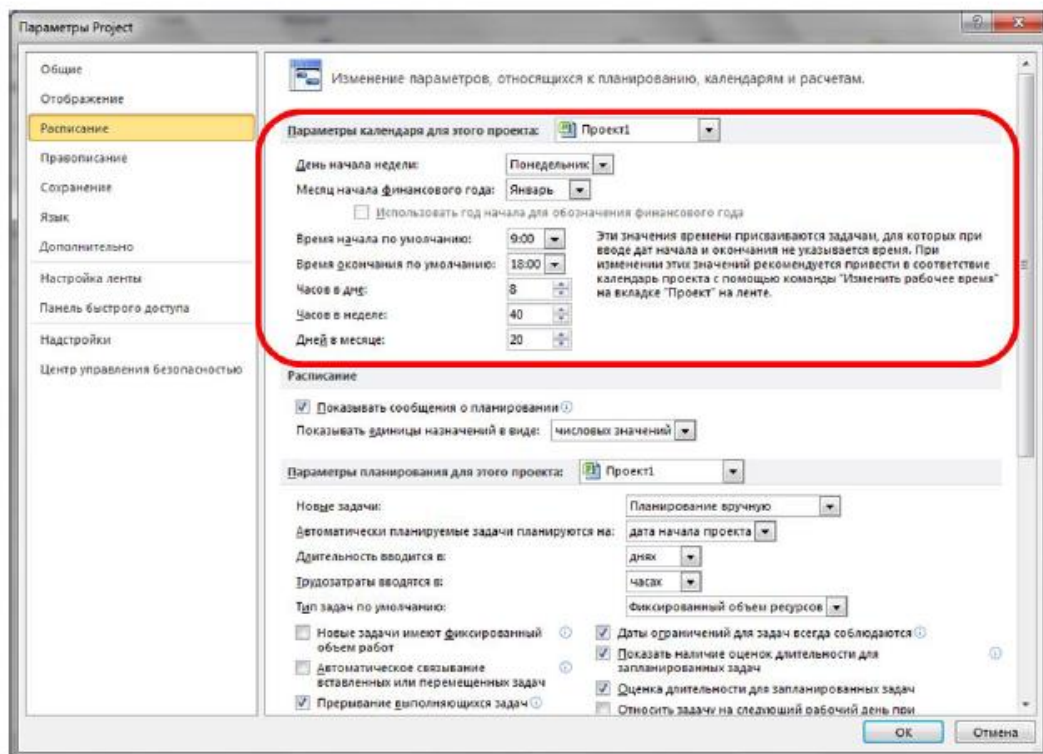 Параметры Project
Общие
Отображение
Расписание
Правописание
Сохранение
Язык
Дополнительно
Настройка ленты
Панель быстрого доступа
Надстройки
Центр управления безопасностью
Изменение параметров, относящихся к планированию, календарям и расчетам.
Параметры календаря для этого проекта: Проект1
День начала недели: Понедельник
Месяц начала финансового года: Январь
Использовать год начала для обозначения финансового года
Время начала по умолчанию: 9:00
Время окончания по умолчанию: 18:00
Часов в дне: 8
Часов в неделе: 40
Дней в месяце: 20
Эти значения времени присваиваются задачам, для которых при
вводе дат начала и окончания не указывается время. При
изменении этих значений рекомендуется привести в соответствие
календарь проекта с помощью команды "Изменить рабочее время"
на вкладке "Проект" на ленте.
Расписание
Показывать сообщения о планировании
Показывать единицы назначений в виде: числовых значений
Параметры планирования для этого проекта: Проект1
Новые задачи: Планирование вручную
Автоматически планируемые задачи планируются на: дата начала проекта
Длительность вводится в: днях
Трудозатраты вводятся в: часах
Тип задач по умолчанию: Фиксированный объем ресурсов
Новые задачи имеют фиксированный
объем работ
Автоматическое связывание
вставленных или перемещенных задач
Прерывание выполняющихся задач
Даты ограничений для задач всегда соблюдаются
Показать наличие оценок длительности для
запланированных задач
Оценка длительности для запланированных задач
Относить задачу на следующий рабочий день при
ОК
Отмена